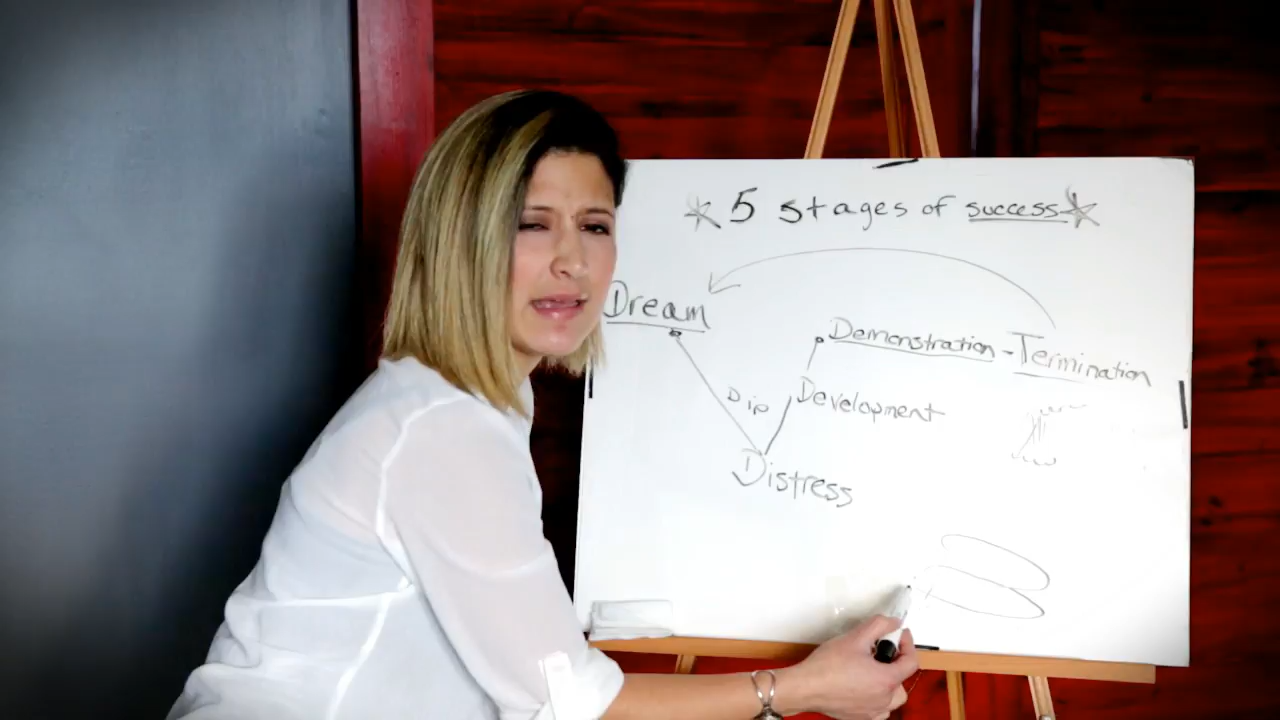 5 stages of success
Dream
Demonstration - Termination
Dip
Development
Distress